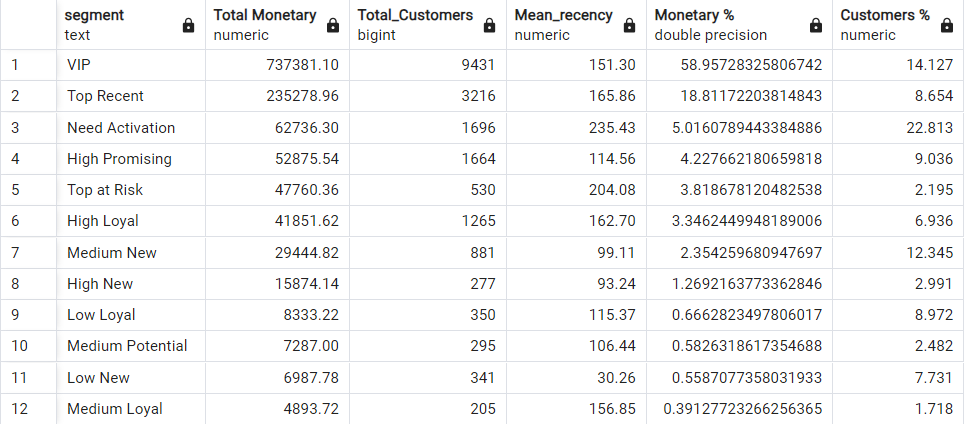 segment Total Monetary Total_Customers Mean_recency Monetary % Customers %
text numeric bigint numeric double precision numeric
1 VIP 737381.10 9431 151.30 58.95728325806742 14.127
2 Top Recent 235278.96 3216 165.86 18.81172203814843 8.654
3 Need Activation 62736.30 1696 235.43 5.0160789443384886 22.813
4 High Promising 52875.54 1664 114.56 4.227662180659818 9.036
5 Top at Risk 47760.36 530 204.08 3.818678120482538 2.195
6 High Loyal 41851.62 1265 162.70 3.3462449948189006 6.936
7 Medium New 29444.82 881 99.11 2.354259680947697 12.345
8 High New 15874.14 277 93.24 1.2692163773362846 2.991
9 Low Loyal 8333.22 350 115.37 0.6662823497806017 8.972
10 Medium Potential 7287.00 295 106.44 0.5826318617354688 2.482
11 Low New 6987.78 341 30.26 0.5587077358031933 7.731
12 Medium Loyal 4893.72 205 156.85 0.39127723266256365 1.718